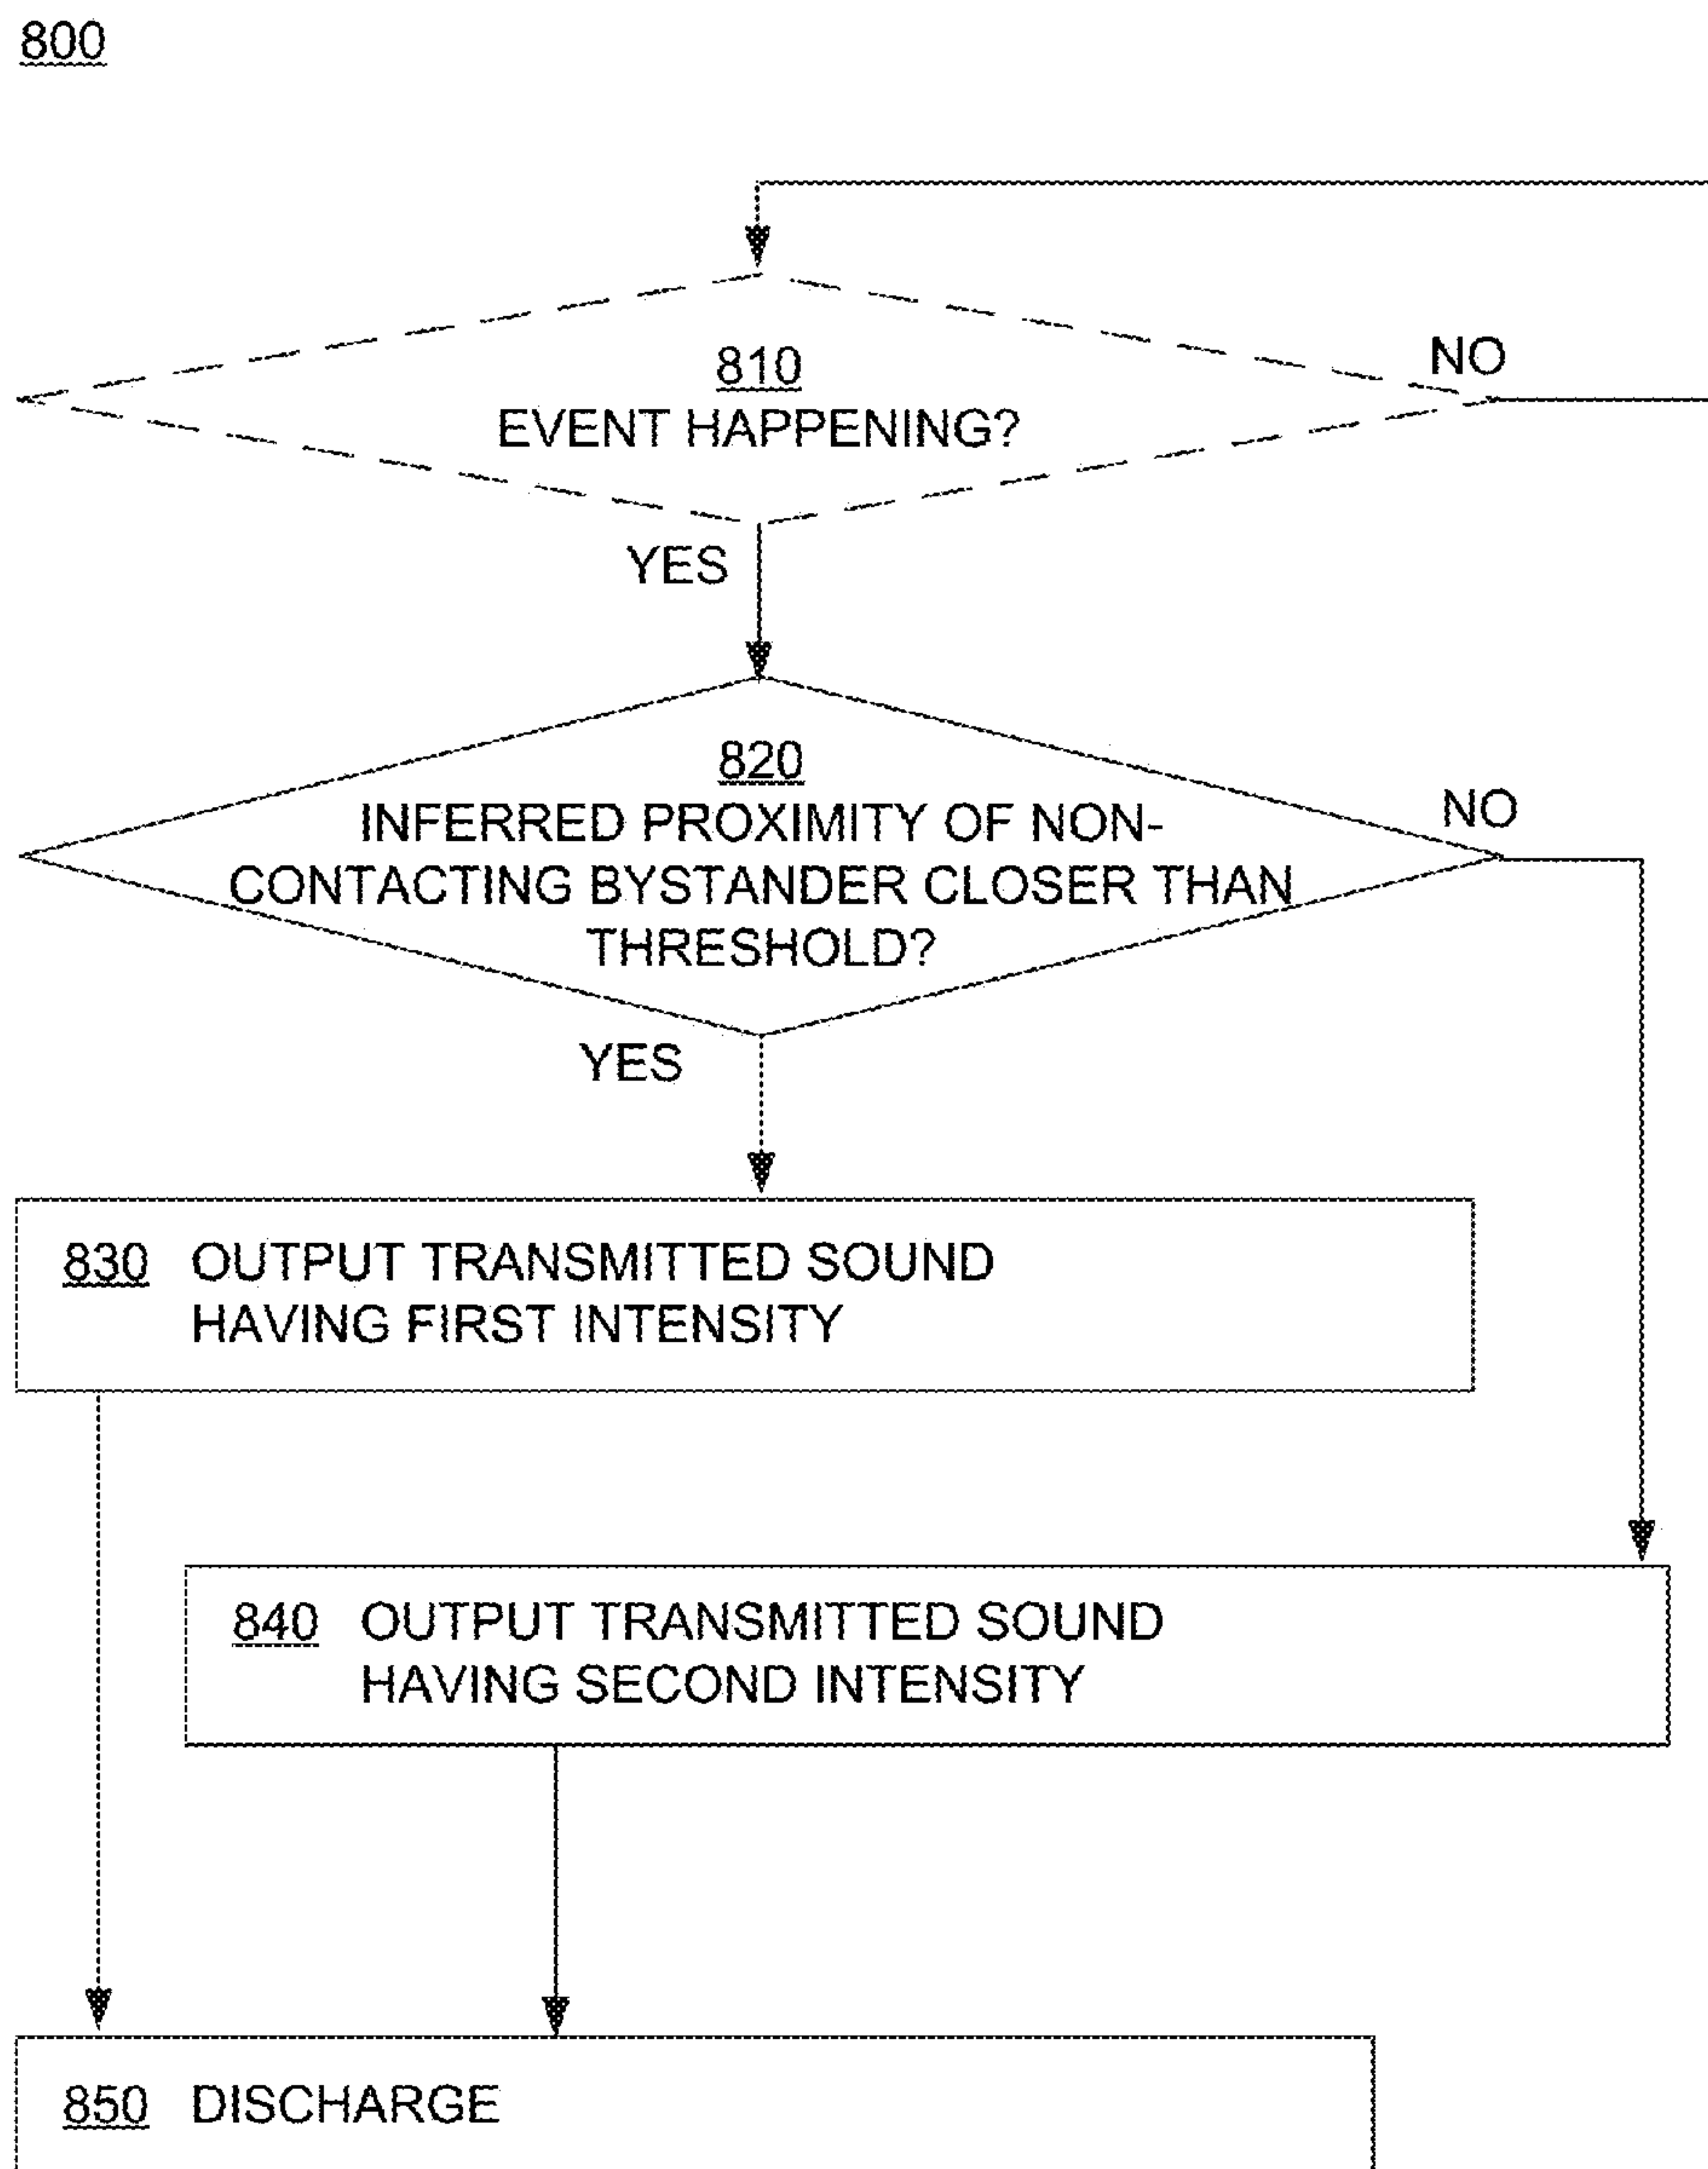 800
810
EVENT HAPPENING?
NO
YES
820
INFERRED PROXIMITY OF NON-
CONTACTING BYSTANDER CLOSER THAN
THRESHOLD?
NO
YES
830 OUTPUT TRANSMITTED SOUND
HAVING FIRST INTENSITY
840 OUTPUT TRANSMITTED SOUND
HAVING SECOND INTENSITY
850 DISCHARGE